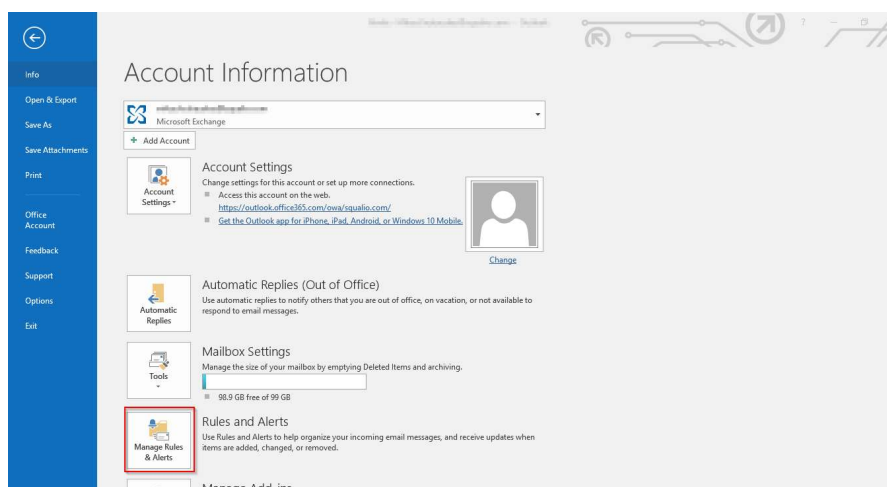 ?
Info
Account Information
Open & Export
Save As
Microsoft Exchange
Add Account
Save Attachments
Print
Account Settings
Account
Settings
Change settings for this account or set up more connections.
Access this account on the web.
https://outlook.office365.com/owa/squalio.com/
Get the Outlook app for iPhone, iPad, Android, or Windows 10 Mobile.
Office
Account
Feedback
Change
Support
Options
Exit
Automatic
Replies
Automatic Replies (Out of Office)
Use automatic replies to notify others that you are out of office, on vacation, or not available to
respond to email messages.
Tools
Mailbox Settings
Manage the size of your mailbox by emptying Deleted Items and archiving.
98.9 GB free of 99 GB
Manage Rules
& Alerts
Rules and Alerts
Use Rules and Alerts to help organize your incoming email messages, and receive updates when
items are added, changed, or removed.
Manage Add-ins